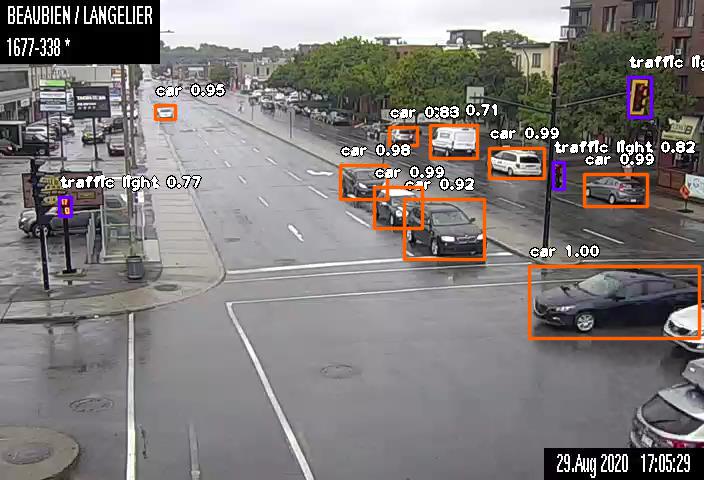 BEAUBIEN / LANGELIER
1677-338 *
traffic lig
car 0.95
car 0.83
0.71
car 0.99
traffic light 0.82
car 0.98
car 0.99
car 0.99
car 0.92
traffic light 0.77
car 1.00
29.Aug 2020 17:05:29